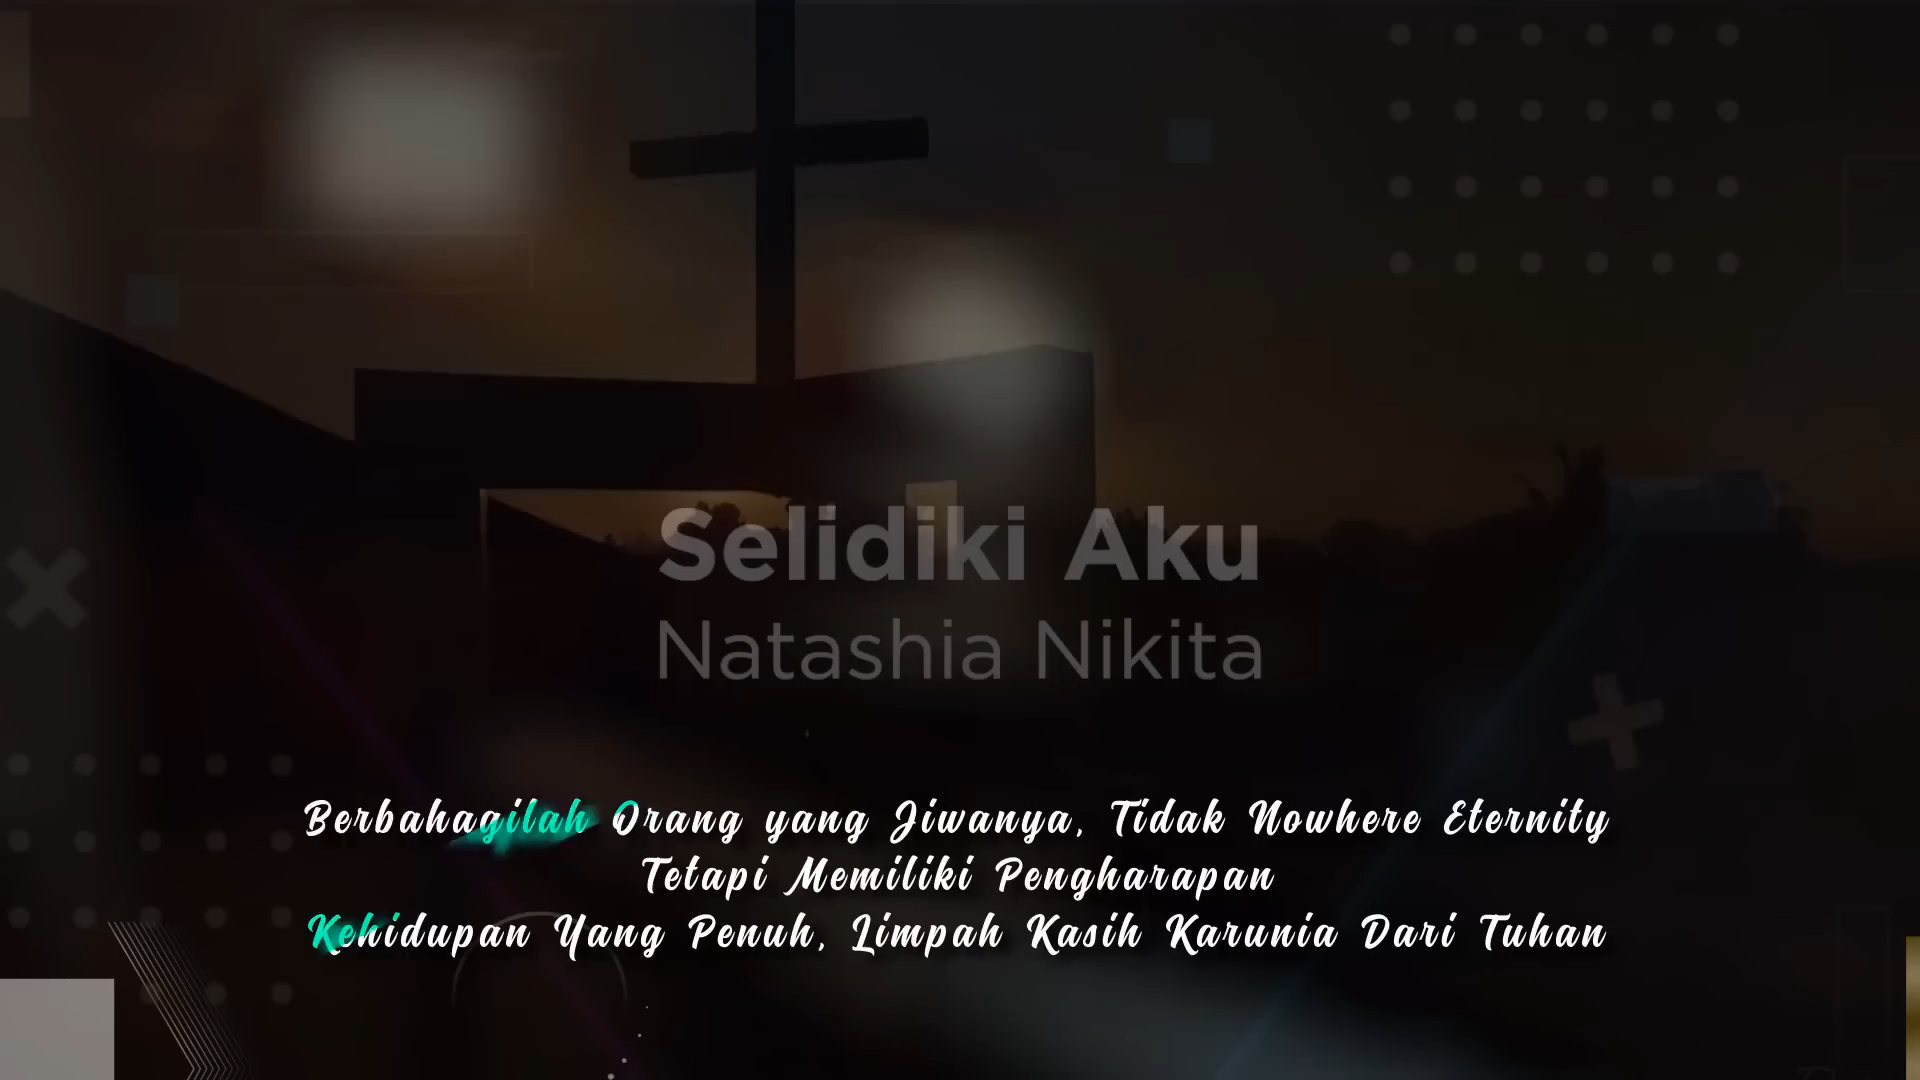 Selidiki Aku
Natashia Nikita
Berbahagilah Orang yang Jiwanya, Tidak Nowhere Eternity
Tetapi Memiliki Pengharapan
Kehidupan Yang Penuh, Limpah Kasih Karunia Dari Tuhan